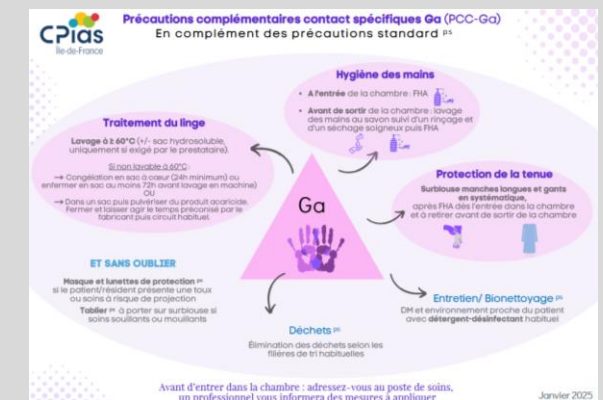 CPias
Île-de-France
Précautions complémentaires contact spécifiques Ga (PCC-Ga)
En complément des précautions standard ps
Hygiène des mains
• A l'entrée de la chambre : FHA
• Avant de sortir de la chambre : lavage
des mains au savon suivi d'un rinçage et
d'un séchage soigneux puis FHA
Traitement du linge
Lavage à ≥ 60°C (+/- sac hydrosoluble,
uniquement si exigé par le prestataire).
Si non lavable à 60°C :
→ Congélation en sac à cœur (24h minimum) ou
enfermer en sac au moins 72h avant lavage en machine)
OU
→ Dans un sac puis pulvériser du produit acaricide.
Fermer et laisser agir le temps préconisé par le
fabricant puis circuit habituel.
Ga
Protection de la tenue
Surblouse manches longues et gants
en systématique,
après FHA dès l'entrée dans la chambre
et à retirer avant de sortir de la chambre
ET SANS OUBLIER
Masque et lunettes de protection ps
si le patient/résident présente une toux
ou soins à risque de projection
Tablier ps à porter sur surblouse si
soins souillants ou mouillants
Déchets ps
Élimination des déchets selon les
filières de tri habituelles
Entretien/ Bionettoyage ps
DM et environnement proche du patient
avec détergent-désinfectant habituel
Avant d'entrer dans la chambre : adressez-vous au poste de soins,
un professionnel vous informera des mesures à appliquer
Janvier 2025